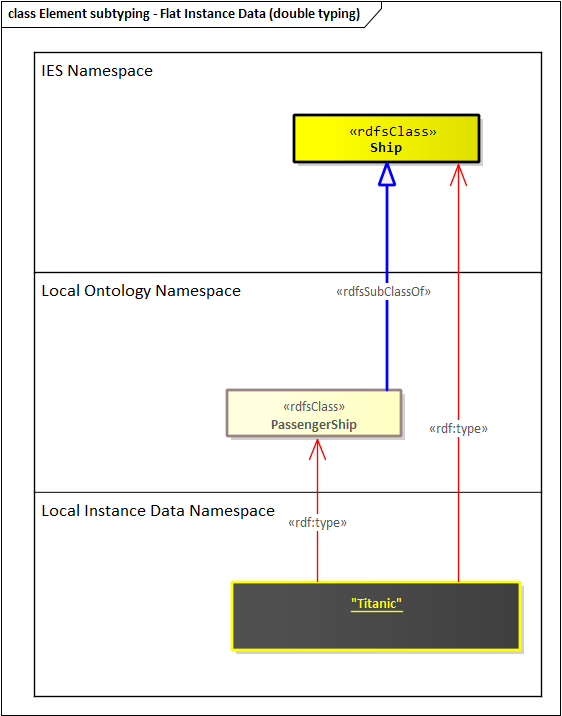 class Element subtyping - Flat Instance Data (double typing)
IES Namespace
«rdfsClass»
Ship
Local Ontology Namespace
«rdfsSubClassOf»
«rdfsClass»
PassengerShip
«rdf:type»
Local Instance Data Namespace
«rdf:type»
"Titanic"